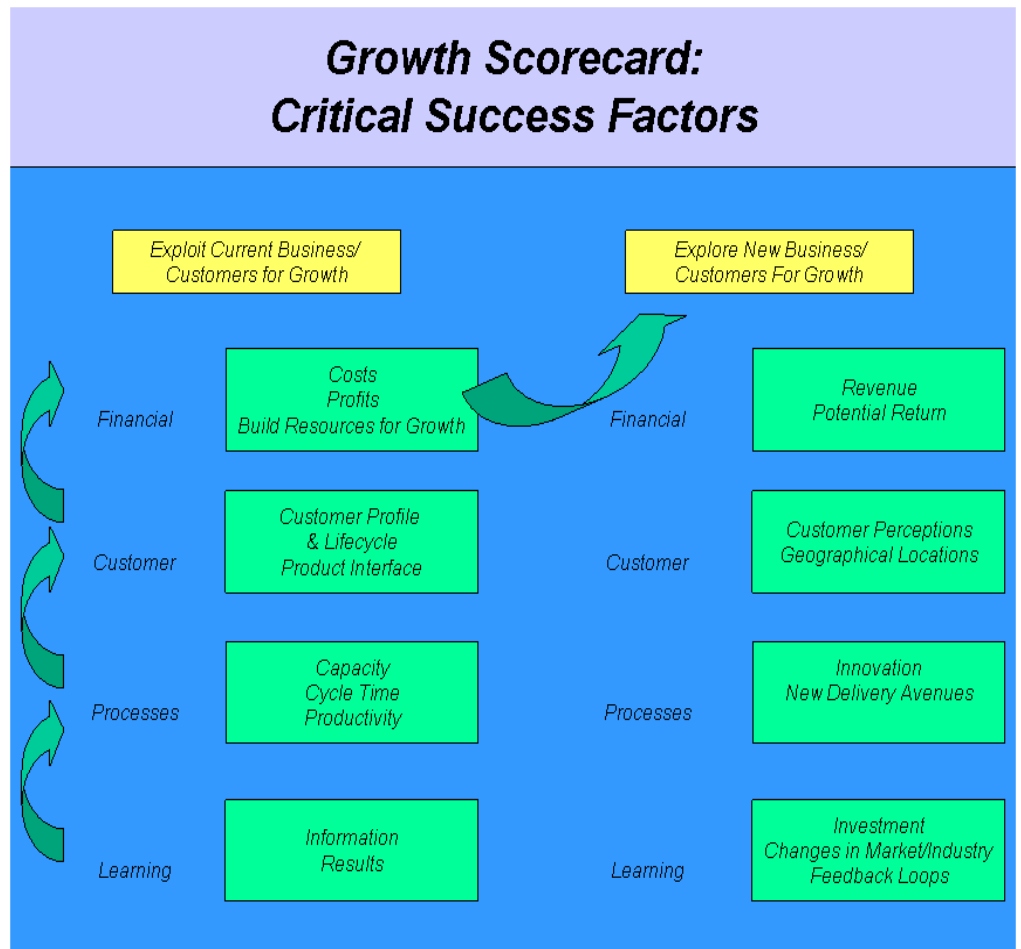 Growth Scorecard:
Critical Success Factors
Exploit Current Business/
Customers for Growth
Financial
Costs
Profits
Build Resources for Growth
Customer
Customer Profile
& Lifecycle
Product Interface
Processes
Capacity
Cycle Time
Productivity
Learning
Information
Results
Explore New Business/
Customers For Growth
Financial
Revenue
Potential Return
Customer
Customer Perceptions
Geographical Locations
Processes
Innovation
New Delivery Avenues
Learning
Investment
Changes in Market/Industry
Feedback Loops